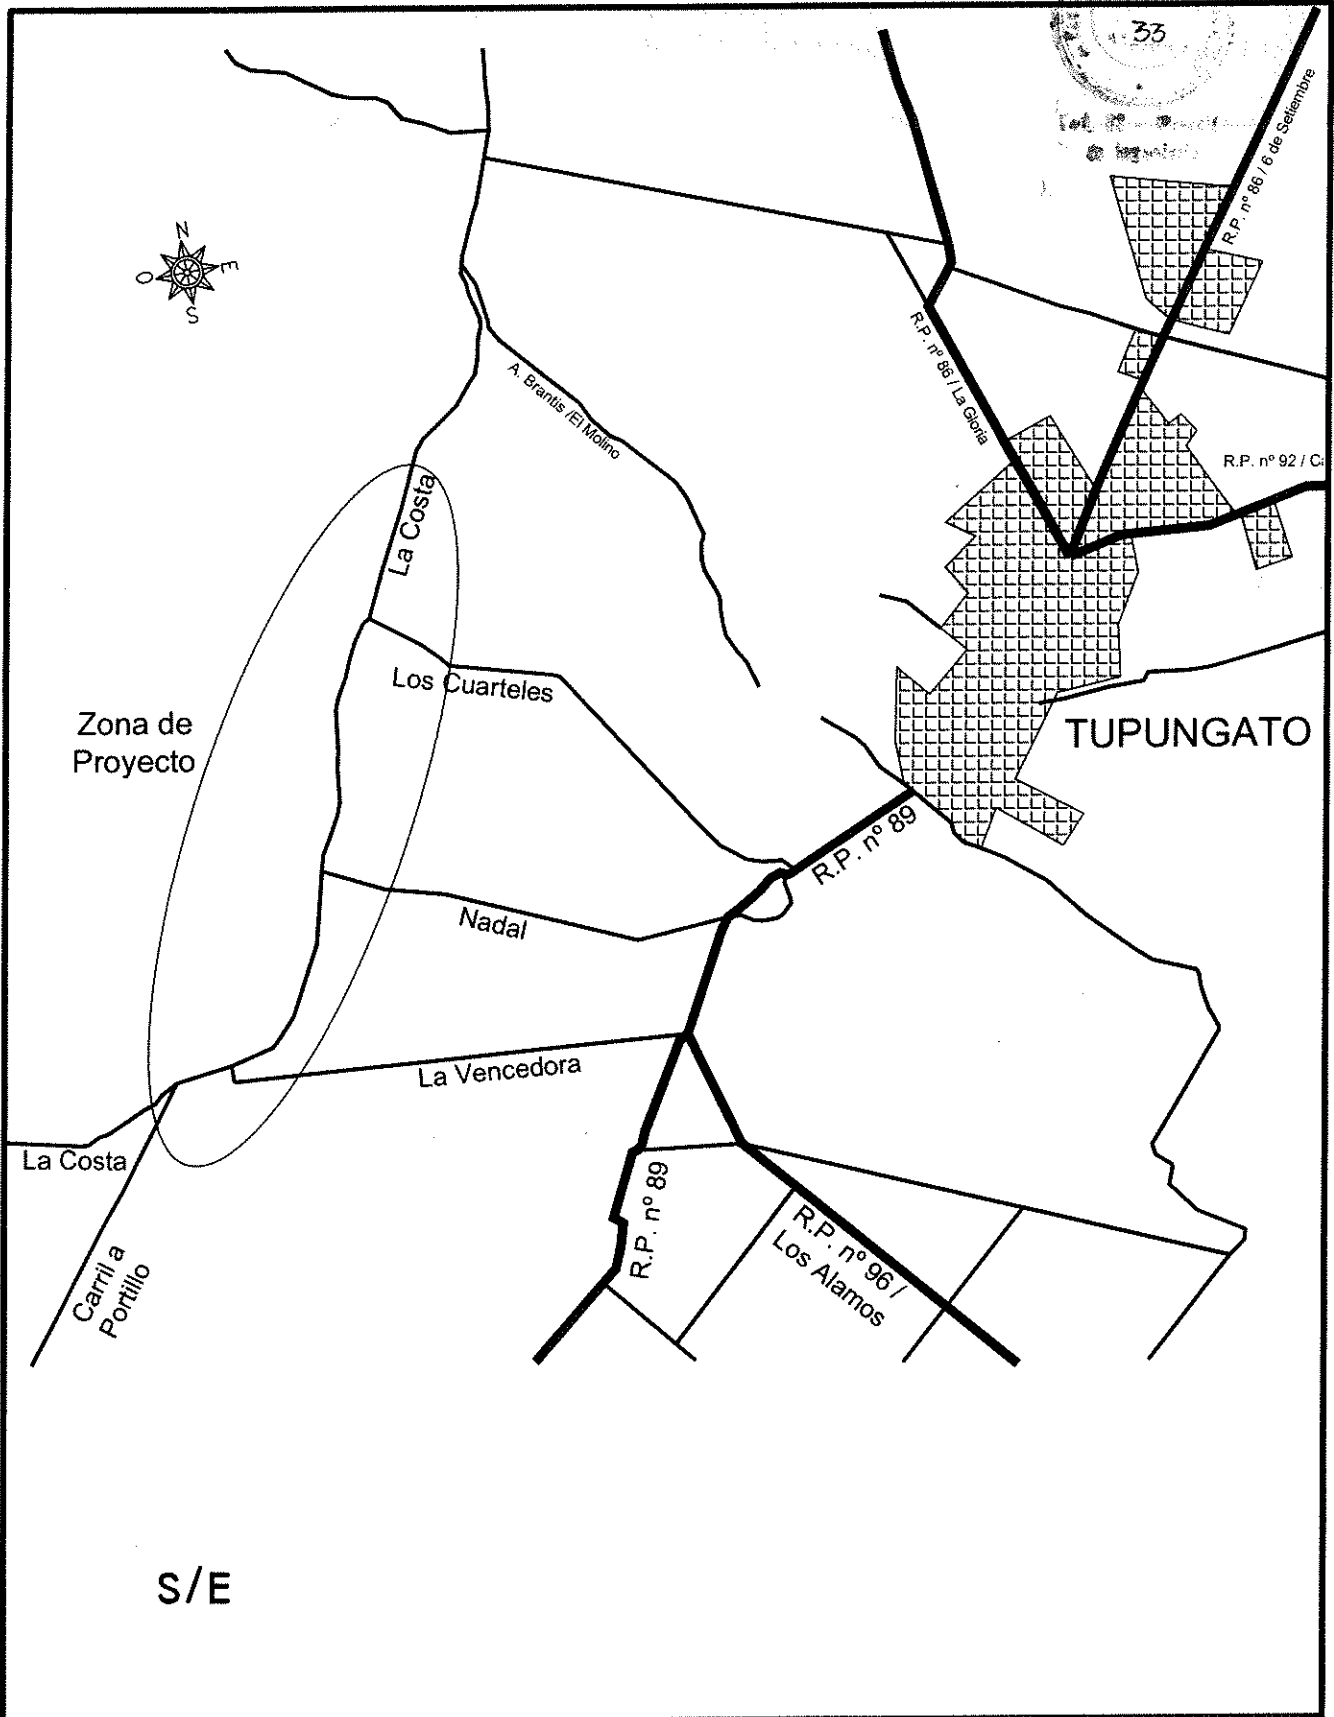 33
R.P. nº 86 / 6 de Setiembre
N
E
O
S
R.P. nº 86 / La Gloria
A. Brantis /El Molino
R.P. nº 92 / C
La Costa
Los Cuarteles
Zona de
Proyecto
TUPUNGATO
R.P. nº 89
Nadal
La Vencedora
La Costa
R.P. nº 89
R.P. nº 96 /
Los Alamos
Carril a
Portillo
S/E